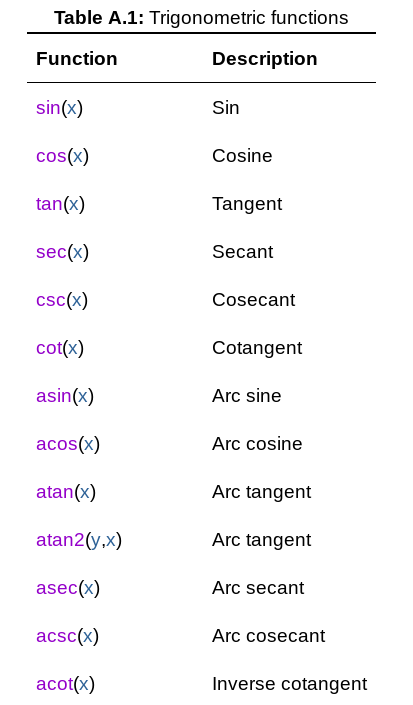 Table A.1: Trigonometric functions
Function Description
sin(x) Sin
cos(x) Cosine
tan(x) Tangent
sec(x) Secant
csc(x) Cosecant
cot(x) Cotangent
asin(x) Arc sine
acos(x) Arc cosine
atan(x) Arc tangent
atan2(y,x) Arc tangent
asec(x) Arc secant
acsc(x) Arc cosecant
acot(x) Inverse cotangent